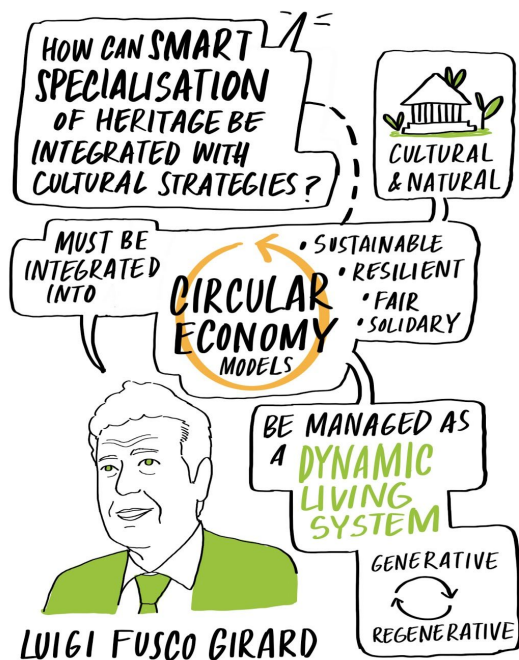 HOW CAN SMART
SPECIALISATION
OF HERITAGE BE
INTEGRATED WITH
CULTURAL STRATEGIES?
CULTURAL
& NATURAL
MUST BE
INTEGRATED
INTO
CIRCULAR
ECONOMY
MODELS
• SUSTAINABLE
• RESILIENT
• FAIR
• SOLIDARY
BE MANAGED AS
A DYNAMIC
LIVING
SYSTEM
GENERATIVE
REGENERATIVE
LUIGI FUSCO GIRARD